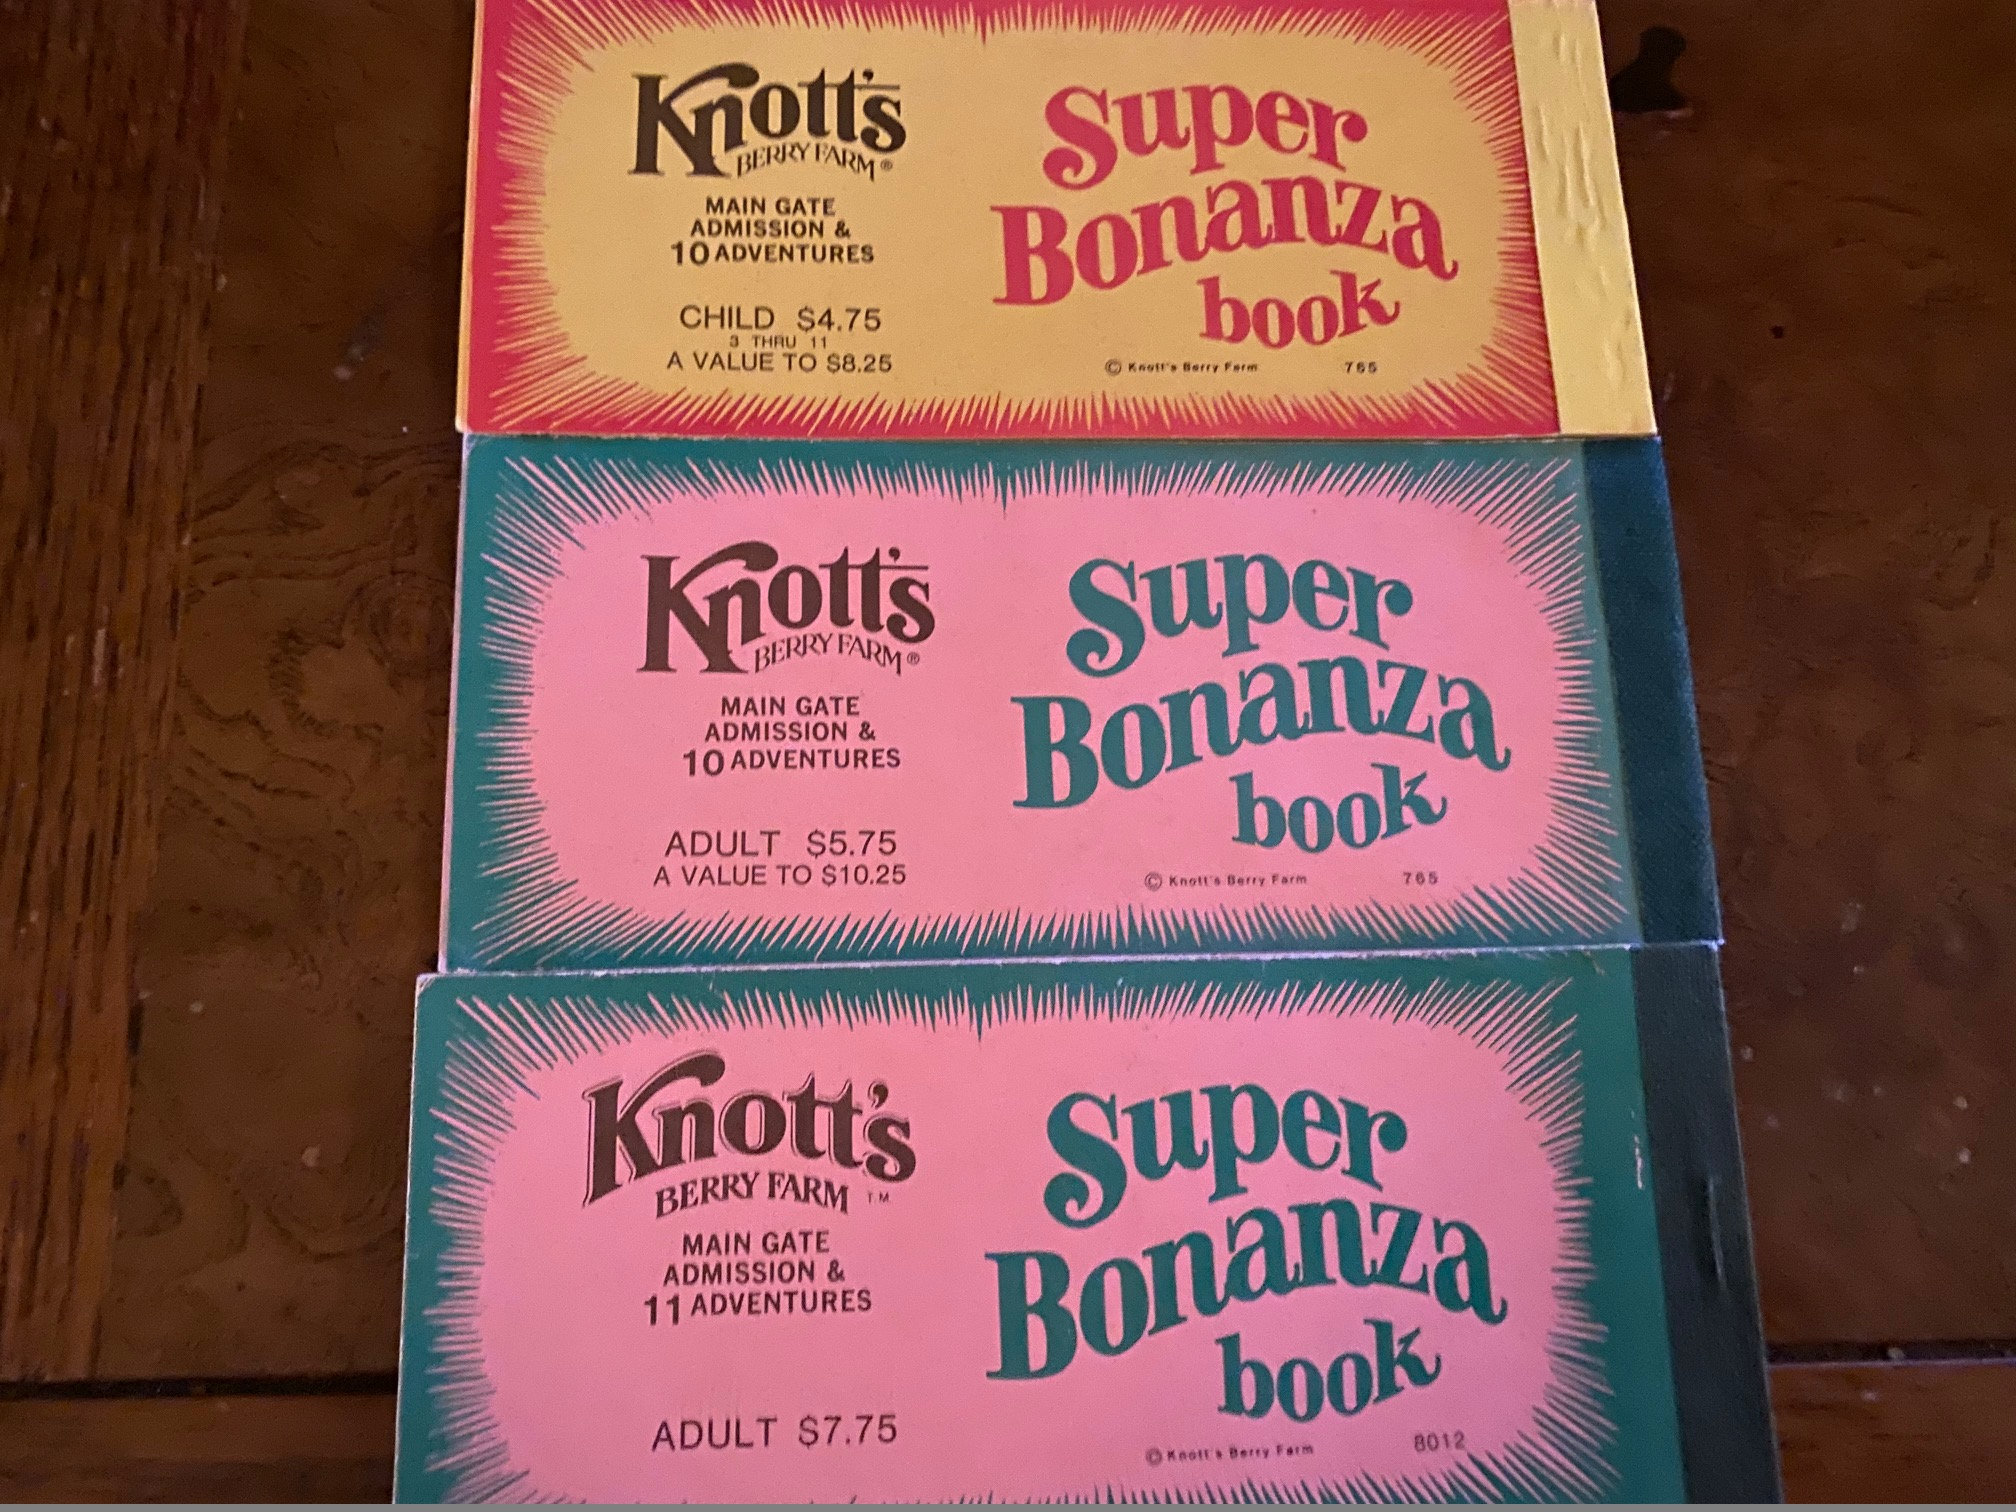 Knott's
BERRY FARM®
MAIN GATE
ADMISSION &
10 ADVENTURES
CHILD $4.75
3 THRU 11
A VALUE TO $8.25
Super
Bonanza
book
© Knott's Berry Farm 765
Knott's
BERRY FARM®
MAIN GATE
ADMISSION &
10 ADVENTURES
ADULT $5.75
A VALUE TO $10.25
Super
Bonanza
book
© Knott's Berry Farm 765
Knott's
BERRY FARM T.M
MAIN GATE
ADMISSION &
11 ADVENTURES
ADULT $7.75
Super
Bonanza
book
© Knott's Berry Farm 8012